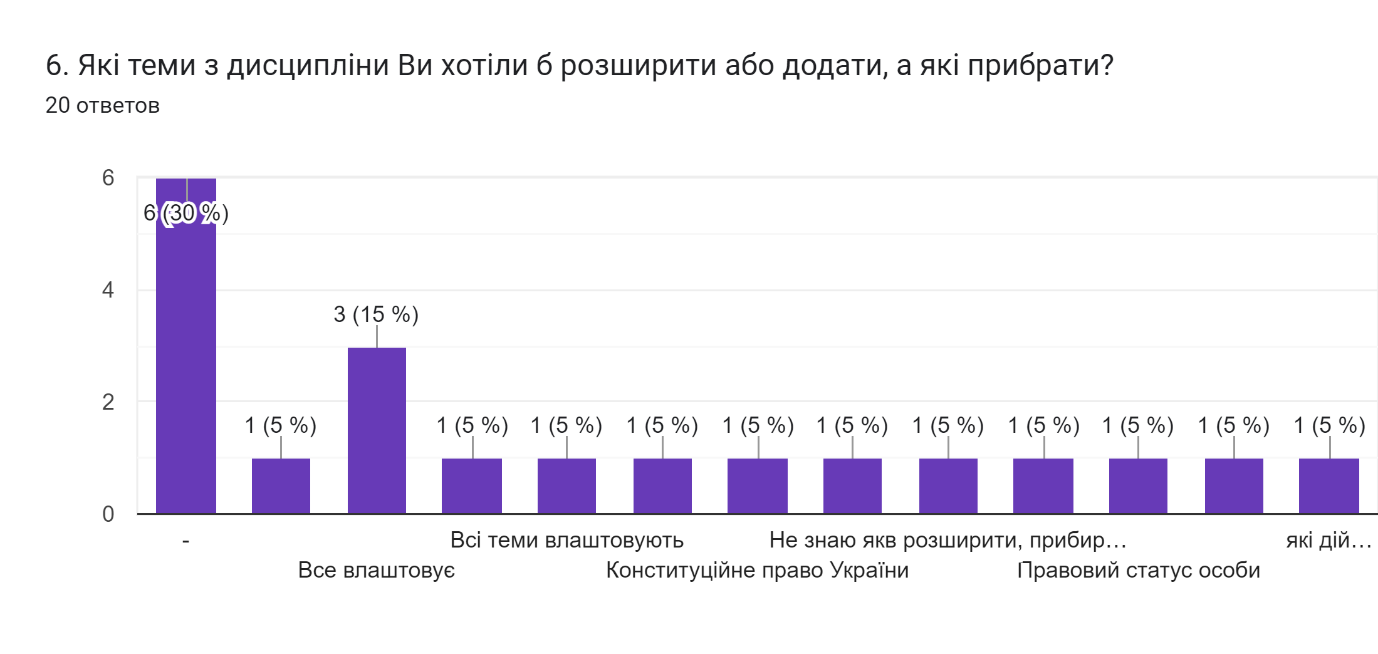 6. Які теми з дисципліни Ви хотіли б розширити або додати, а які прибрати?
20 ответов
6
4
2
0
6 (30 %)
1 (5 %)
3 (15 %)
1 (5 %)
1 (5 %)
1 (5 %)
1 (5 %)
1 (5 %)
1 (5 %)
1 (5 %)
1 (5 %)
1 (5 %)
1 (5 %)
-
Все влаштовує
Всі теми влаштовують
Конституційне право України
Не знаю якв розширити, прибир…
Правовий статус особи
які дій…